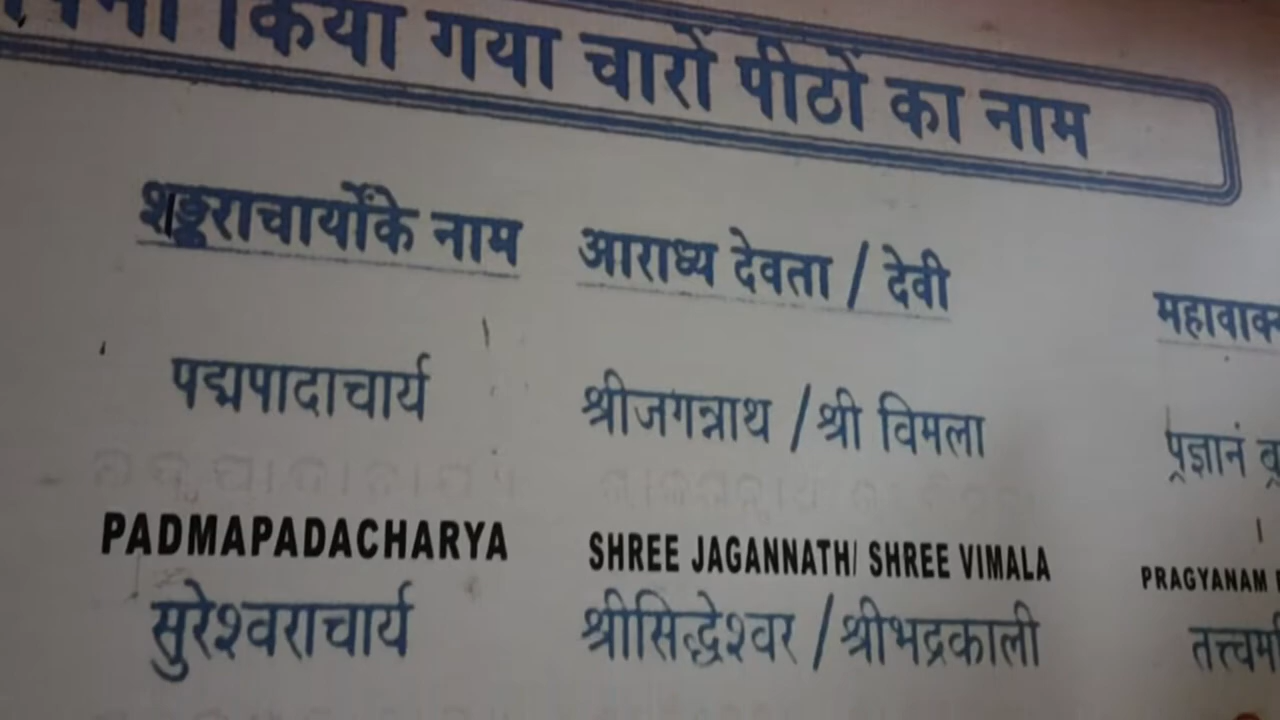 किया गया चारों पीठों का नाम
शङ्कराचार्योंके नाम आराध्य देवता / देवी
पद्मपादाचार्य श्रीजगन्नाथ / श्री विमला प्रज्ञानं
PADMAPADACHARYA SHREE JAGANNATH/ SHREE VIMALA PRAGYANAM
सुरेश्वराचार्य श्रीसिद्धेश्वर / श्रीभद्रकाली